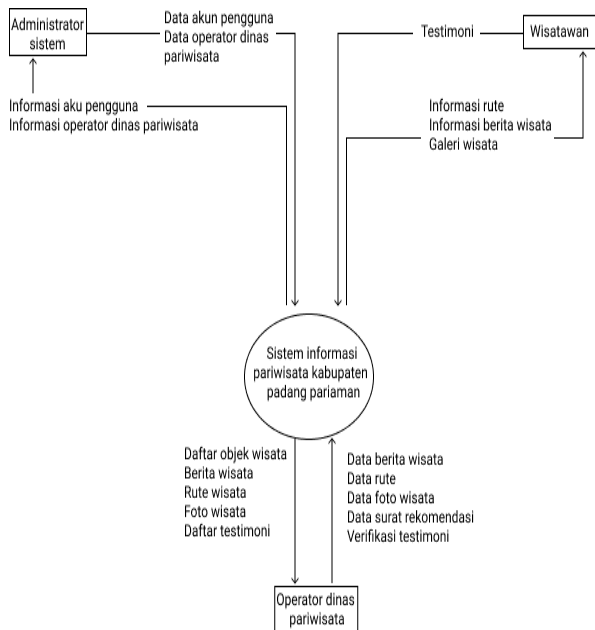 Administrator
sistem
Data akun pengguna
Data operator dinas
pariwisata
Testimoni
Wisatawan
Informasi aku pengguna
Informasi operator dinas pariwisata
Informasi rute
Informasi berita wisata
Galeri wisata
Sistem informasi
pariwisata kabupaten
padang pariaman
Daftar objek wisata
Berita wisata
Rute wisata
Foto wisata
Daftar testimoni
Data berita wisata
Data rute
Data foto wisata
Data surat rekomendasi
Verifikasi testimoni
Operator dinas
pariwisata